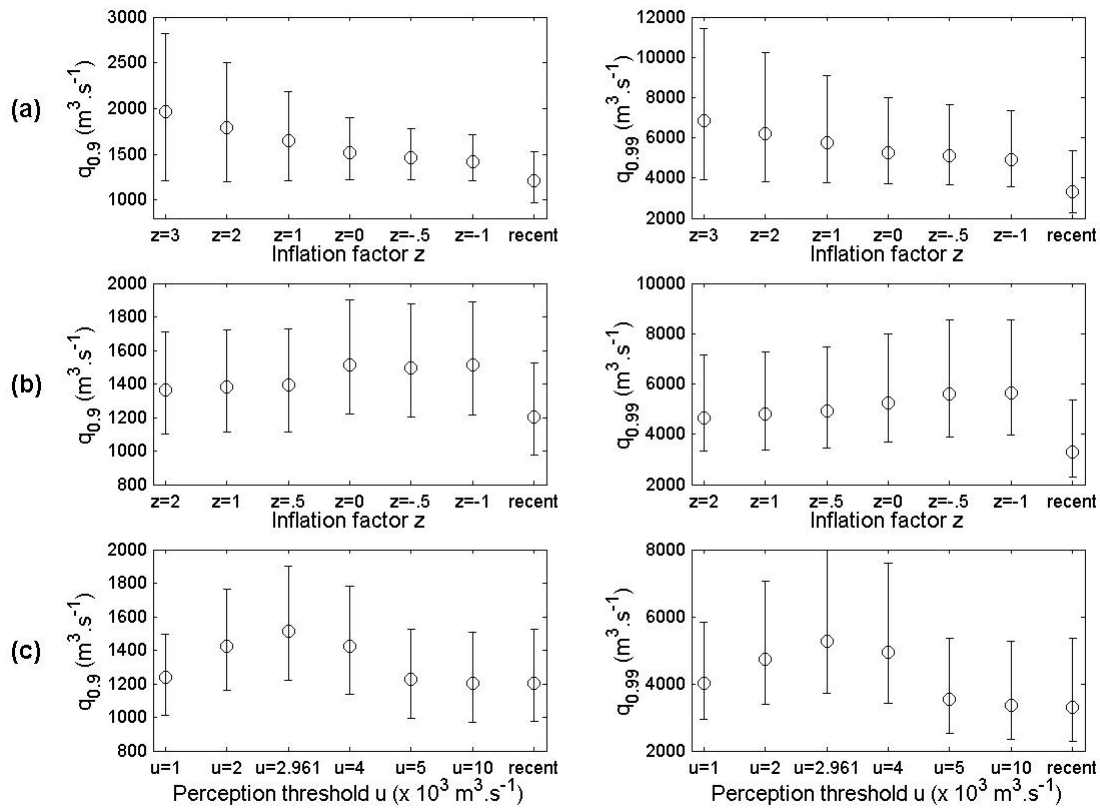 (a)
q0.9 (m3.s-1)
3000
2500
2000
1500
1000
z=3 z=2 z=1 z=0 z=-.5 z=-1 recent
Inflation factor z
q0.99 (m3.s-1)
12000
10000
8000
6000
4000
2000
z=3 z=2 z=1 z=0 z=-.5 z=-1 recent
Inflation factor z
(b)
q0.9 (m3.s-1)
2000
1800
1600
1400
1200
1000
800
z=2 z=1 z=.5 z=0 z=-.5 z=-1 recent
Inflation factor z
q0.99 (m3.s-1)
10000
8000
6000
4000
2000
z=2 z=1 z=.5 z=0 z=-.5 z=-1 recent
Inflation factor z
(c)
q0.9 (m3.s-1)
2000
1800
1600
1400
1200
1000
800
u=1 u=2 u=2.961 u=4 u=5 u=10 recent
Perception threshold u (x 103 m3.s-1)
q0.99 (m3.s-1)
8000
6000
4000
2000
u=1 u=2 u=2.961 u=4 u=5 u=10 recent
Perception threshold u (x 103 m3.s-1)